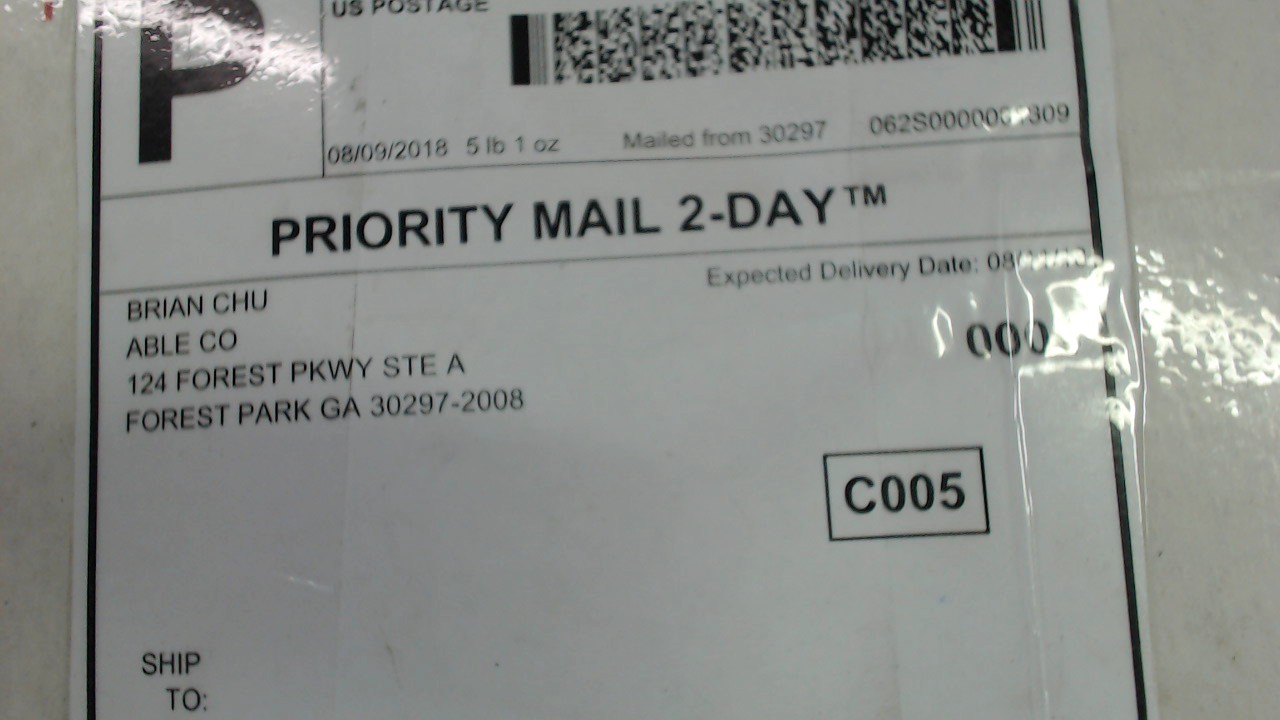 P
US POSTAGE
08/09/2018 5 lb 1 oz Mailed from 30297
PRIORITY MAIL 2-DAY™
Expected Delivery Date:
BRIAN CHU
ABLE CO
124 FOREST PKWY STE A
FOREST PARK GA 30297-2008
C005
SHIP
TO: